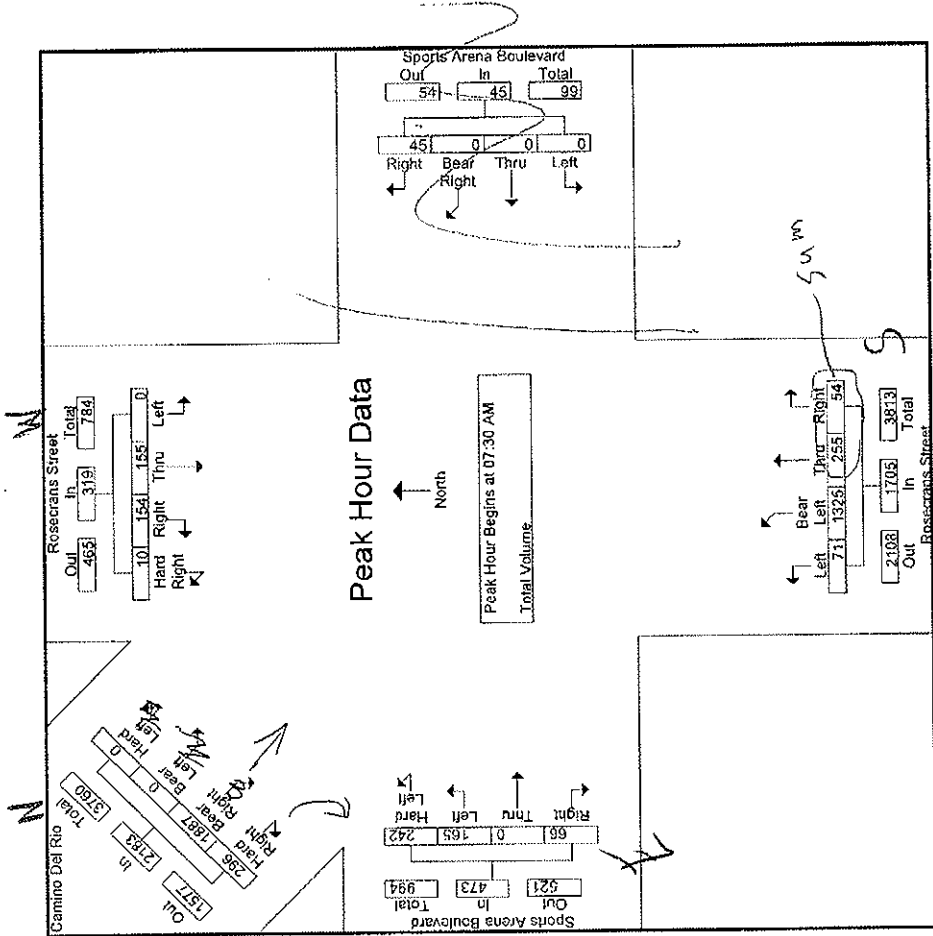 Sports Arena Boulevard
Out In Total
54 45 99
45 0 0 0
Right Bear Right Thru Left
Rosecrans Street
Out In Total
465 319 784
10 154 155 0
Hard Right Right Thru Left
Camino Del Rio
Out In Total
1577 2183 3760
296 1887 0 0
Hard Right Bear Right Bear Left Hard Left
Peak Hour Data
North
Peak Hour Begins at 07:30 AM
Total Volume
Sum
Left Bear Left Thru Right
71 1325 255 54
2108 1705 3813
Out In Total
Rosecrans Street
S
Hard Left Left Thru Right
242 165 0 66
994 473 521
Total In Out
Sports Arena Boulevard
N